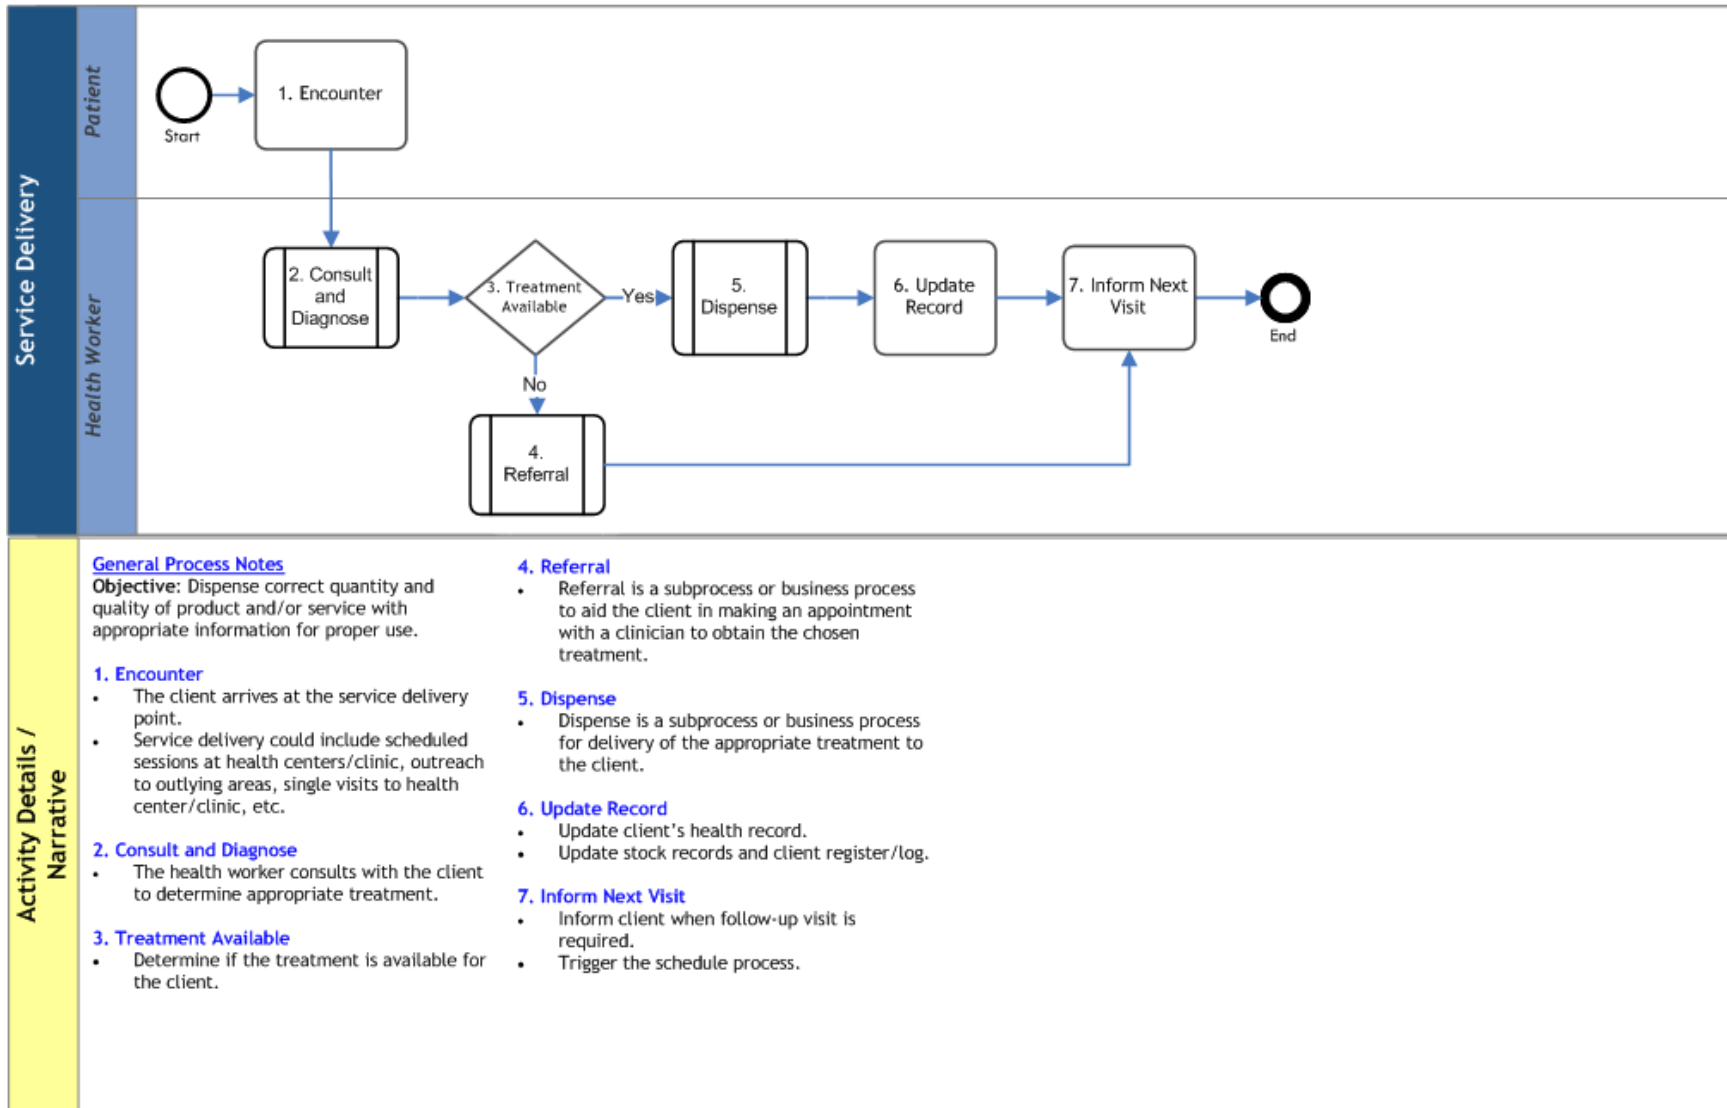 Service Delivery
Patient
Start
1. Encounter
Health Worker
2. Consult
and
Diagnose
3. Treatment
Available
Yes
5.
Dispense
6. Update
Record
7. Inform Next
Visit
End
No
4.
Referral
Activity Details /
Narrative
General Process Notes
Objective: Dispense correct quantity and
quality of product and/or service with
appropriate information for proper use.
1. Encounter
• The client arrives at the service delivery
point.
• Service delivery could include scheduled
sessions at health centers/clinic, outreach
to outlying areas, single visits to health
center/clinic, etc.
2. Consult and Diagnose
• The health worker consults with the client
to determine appropriate treatment.
3. Treatment Available
• Determine if the treatment is available for
the client.
4. Referral
• Referral is a subprocess or business process
to aid the client in making an appointment
with a clinician to obtain the chosen
treatment.
5. Dispense
• Dispense is a subprocess or business process
for delivery of the appropriate treatment to
the client.
6. Update Record
• Update client's health record.
• Update stock records and client register/log.
7. Inform Next Visit
• Inform client when follow-up visit is
required.
• Trigger the schedule process.